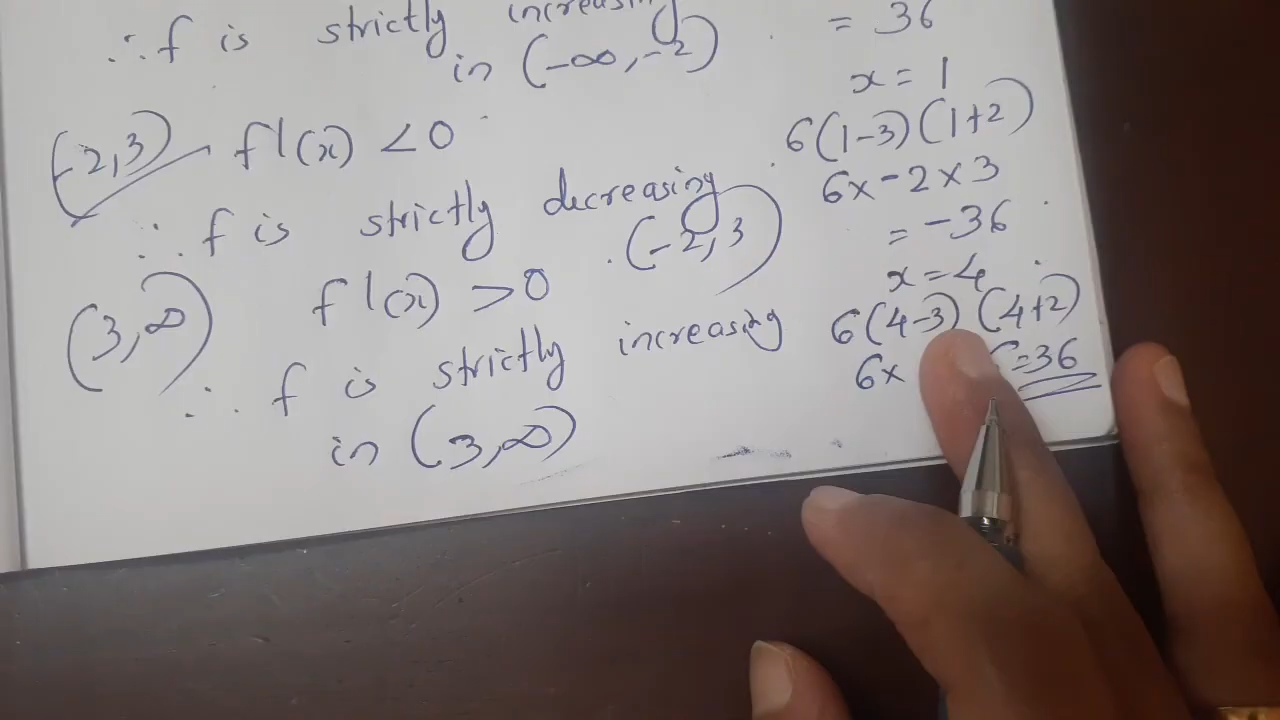 ∴ f is strictly increasing
in (-∞, -2)
(-2, 3) f'(x) < 0
∴ f is strictly decreasing
(-2, 3)
(3, ∞) f'(x) > 0
∴ f is strictly increasing
in (3, ∞)
= 36
x = 1
6(1-3)(1+2)
6x -2 x 3
= -36
x = 4
6(4-3)(4+2)
6x = 36